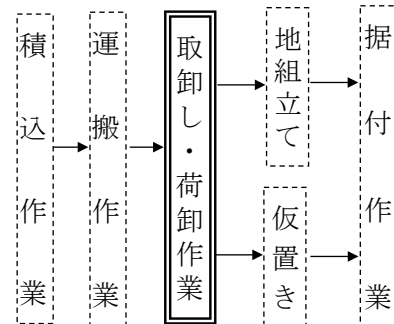 積込作業
運搬作業
取卸し・荷卸作業
地組立て
仮置き
据付作業